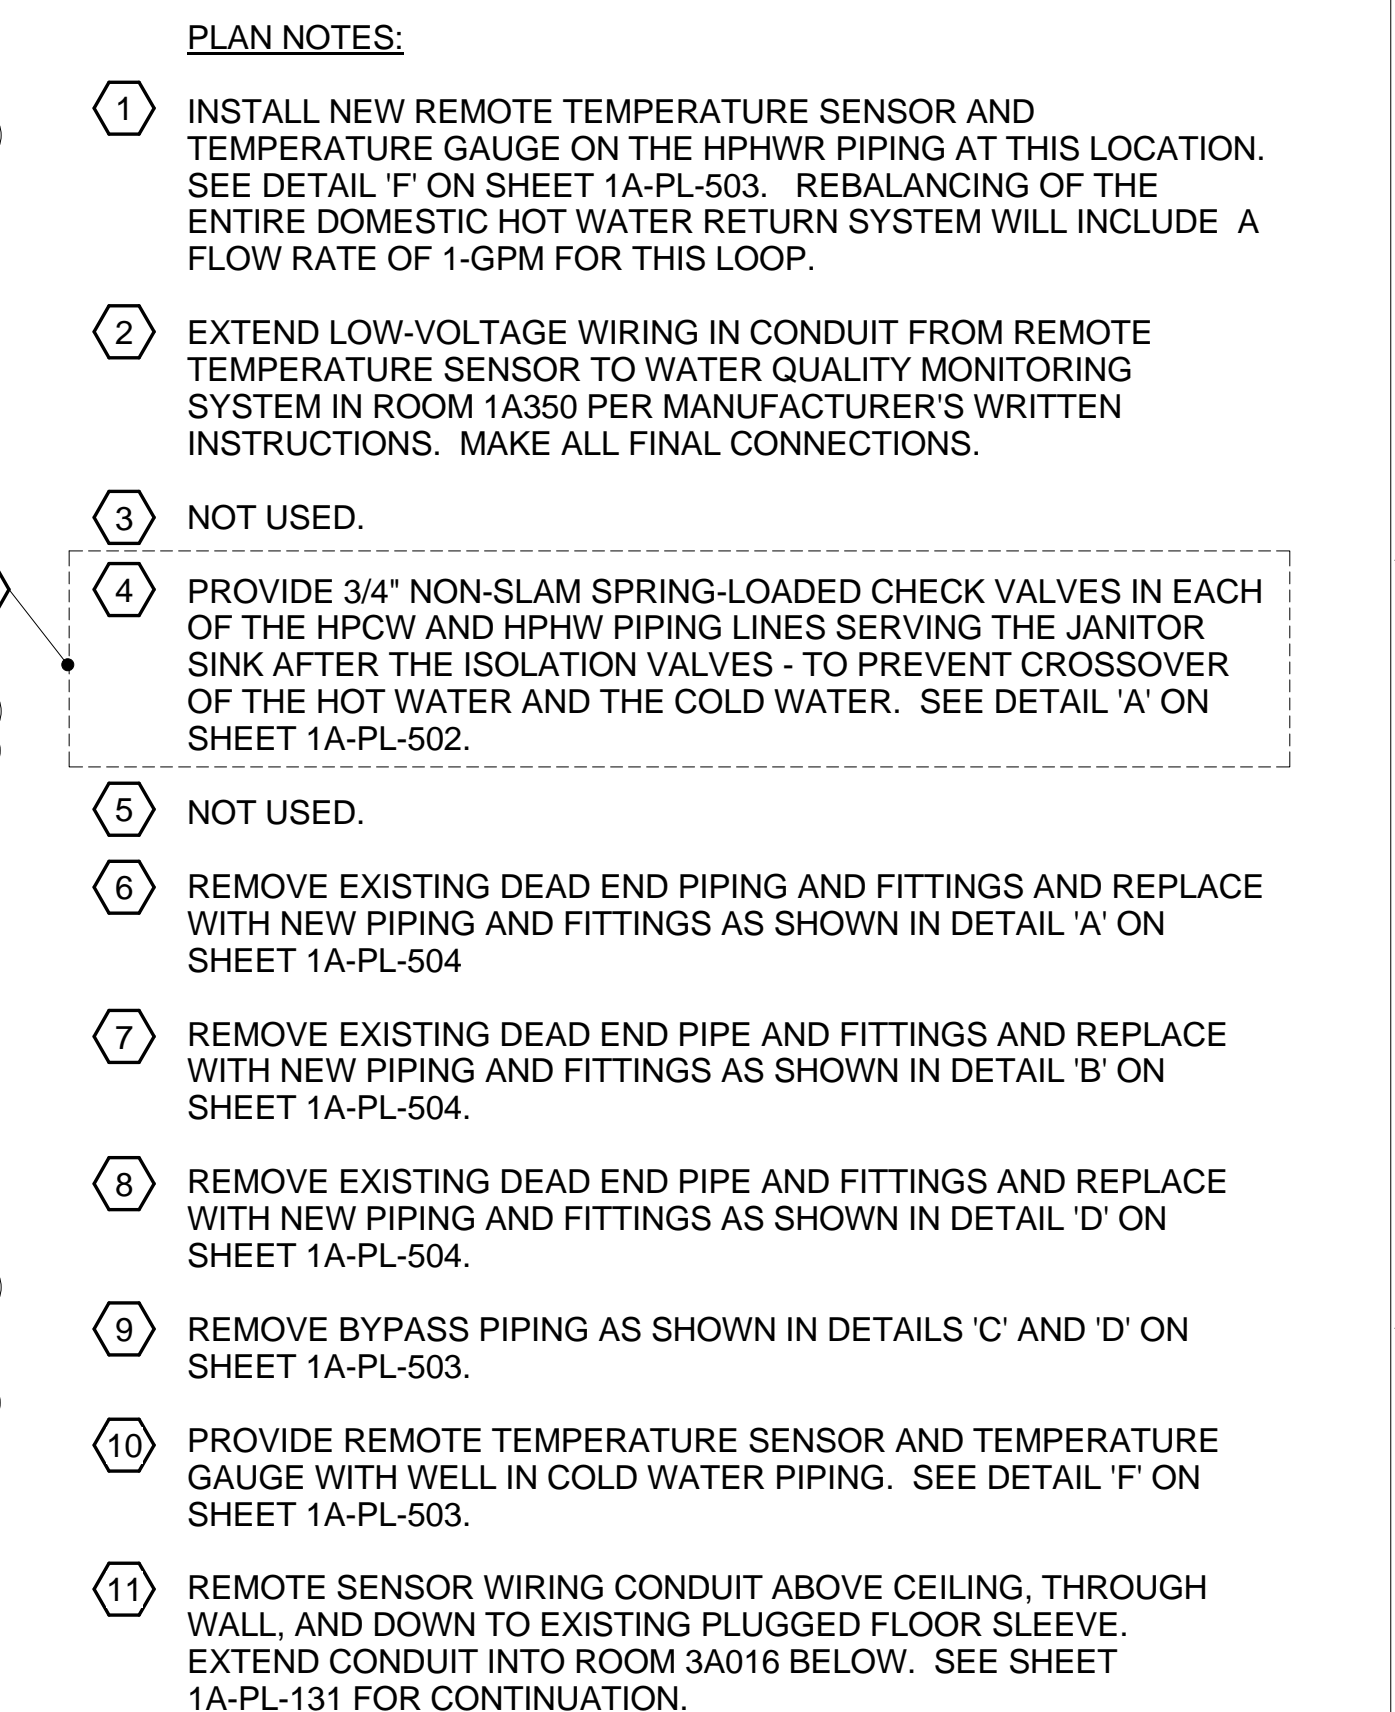 PLAN NOTES:
1 INSTALL NEW REMOTE TEMPERATURE SENSOR AND
TEMPERATURE GAUGE ON THE HPHWR PIPING AT THIS LOCATION.
SEE DETAIL 'F' ON SHEET 1A-PL-503. REBALANCING OF THE
ENTIRE DOMESTIC HOT WATER RETURN SYSTEM WILL INCLUDE A
FLOW RATE OF 1-GPM FOR THIS LOOP.
2 EXTEND LOW-VOLTAGE WIRING IN CONDUIT FROM REMOTE
TEMPERATURE SENSOR TO WATER QUALITY MONITORING
SYSTEM IN ROOM 1A350 PER MANUFACTURER'S WRITTEN
INSTRUCTIONS. MAKE ALL FINAL CONNECTIONS.
3 NOT USED.
4 PROVIDE 3/4" NON-SLAM SPRING-LOADED CHECK VALVES IN EACH
OF THE HPCW AND HPHW PIPING LINES SERVING THE JANITOR
SINK AFTER THE ISOLATION VALVES - TO PREVENT CROSSOVER
OF THE HOT WATER AND THE COLD WATER. SEE DETAIL 'A' ON
SHEET 1A-PL-502.
5 NOT USED.
6 REMOVE EXISTING DEAD END PIPING AND FITTINGS AND REPLACE
WITH NEW PIPING AND FITTINGS AS SHOWN IN DETAIL 'A' ON
SHEET 1A-PL-504
7 REMOVE EXISTING DEAD END PIPE AND FITTINGS AND REPLACE
WITH NEW PIPING AND FITTINGS AS SHOWN IN DETAIL 'B' ON
SHEET 1A-PL-504.
8 REMOVE EXISTING DEAD END PIPE AND FITTINGS AND REPLACE
WITH NEW PIPING AND FITTINGS AS SHOWN IN DETAIL 'D' ON
SHEET 1A-PL-504.
9 REMOVE BYPASS PIPING AS SHOWN IN DETAILS 'C' AND 'D' ON
SHEET 1A-PL-503.
10 PROVIDE REMOTE TEMPERATURE SENSOR AND TEMPERATURE
GAUGE WITH WELL IN COLD WATER PIPING. SEE DETAIL 'F' ON
SHEET 1A-PL-503.
11 REMOTE SENSOR WIRING CONDUIT ABOVE CEILING, THROUGH
WALL, AND DOWN TO EXISTING PLUGGED FLOOR SLEEVE.
EXTEND CONDUIT INTO ROOM 3A016 BELOW. SEE SHEET
1A-PL-131 FOR CONTINUATION.